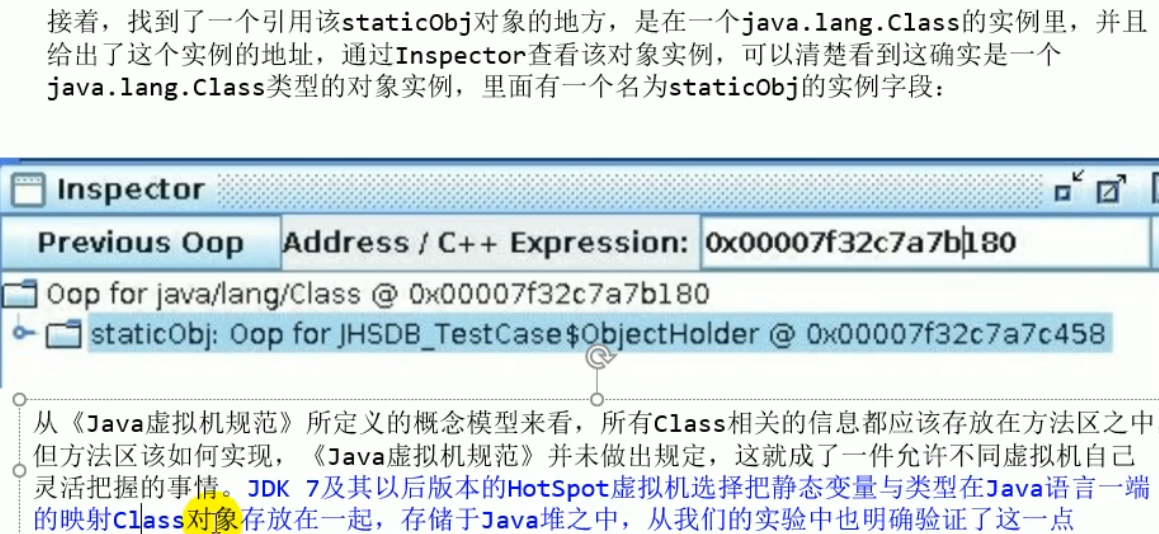 接着，找到了一个引用该staticObj对象的地方，是在一个java.lang.Class的实例里，并且
给出了这个实例的地址，通过Inspector查看该对象实例，可以清楚看到这确实是一个
java.lang.Class类型的对象实例，里面有一个名为staticObj的实例字段：
Inspector
Previous Oop Address / C++ Expression: 0x00007f32c7a7b180
Oop for java/lang/Class @ 0x00007f32c7a7b180
staticObj: Oop for JHSDB_TestCase$ObjectHolder @ 0x00007f32c7a7c458
从《Java虚拟机规范》所定义的概念模型来看，所有Class相关的信息都应该存放在方法区之中
但方法区该如何实现，《Java虚拟机规范》并未做出规定，这就成了一件允许不同虚拟机自己
灵活把握的事情。JDK 7及其以后版本的HotSpot虚拟机选择把静态变量与类型在Java语言一端
的映射Class对象存放在一起，存储于Java堆之中，从我们的实验中也明确验证了这一点